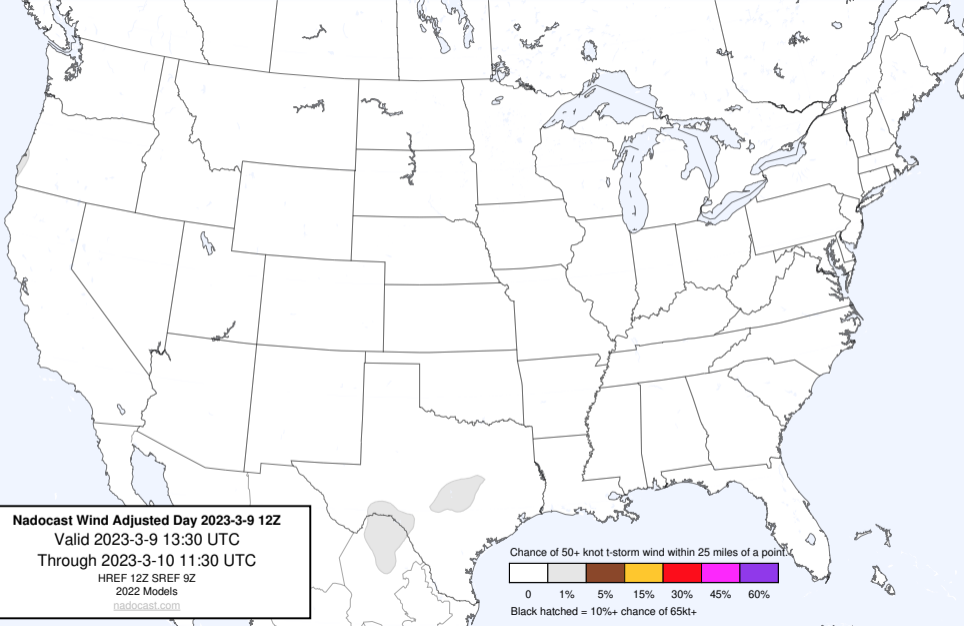 Nadocast Wind Adjusted Day 2023-3-9 12Z
Valid 2023-3-9 13:30 UTC
Through 2023-3-10 11:30 UTC
HREF 12Z SREF 9Z
2022 Models
nadocast.com
Chance of 50+ knot t-storm wind within 25 miles of a point.
0 1% 5% 15% 30% 45% 60%
Black hatched = 10%+ chance of 65kt+